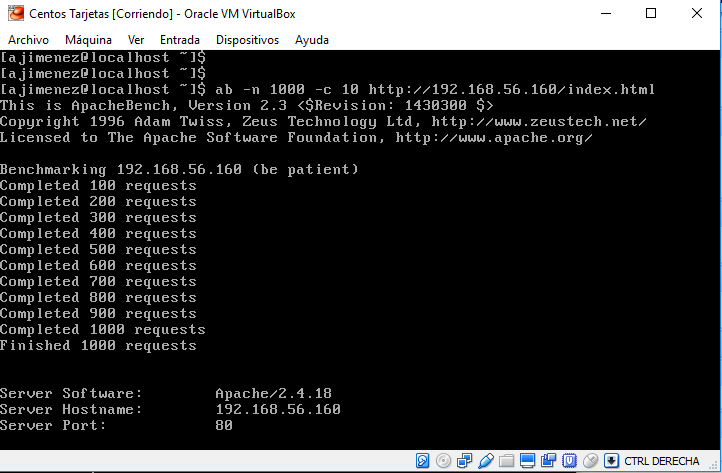 Centos Tarjetas [Corriendo] - Oracle VM VirtualBox
Archivo Máquina Ver Entrada Dispositivos Ayuda
[ajimenez@localhost ~]$
[ajimenez@localhost ~]$
[ajimenez@localhost ~]$ ab -n 1000 -c 10 http://192.168.56.160/index.html
This is ApacheBench, Version 2.3 <$Revision: 1430300 $>
Copyright 1996 Adam Twiss, Zeus Technology Ltd, http://www.zeustech.net/
Licensed to The Apache Software Foundation, http://www.apache.org/
Benchmarking 192.168.56.160 (be patient)
Completed 100 requests
Completed 200 requests
Completed 300 requests
Completed 400 requests
Completed 500 requests
Completed 600 requests
Completed 700 requests
Completed 800 requests
Completed 900 requests
Completed 1000 requests
Finished 1000 requests
Server Software: Apache/2.4.18
Server Hostname: 192.168.56.160
Server Port: 80
CTRL DERECHA